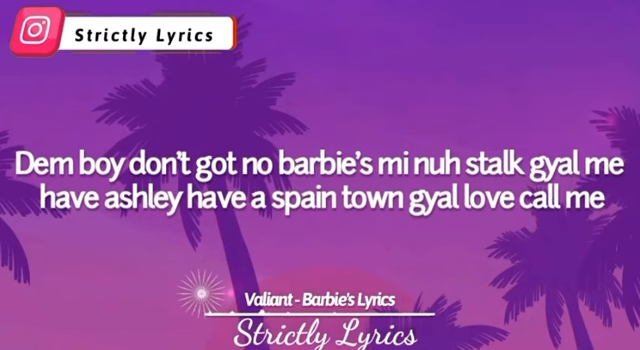 Strictly Lyrics
Dem boy don't got no barbie's mi nuh stalk gyal me
have ashley have a spain town gyal love call me
Valiant - Barbie's Lyrics
Strictly Lyrics